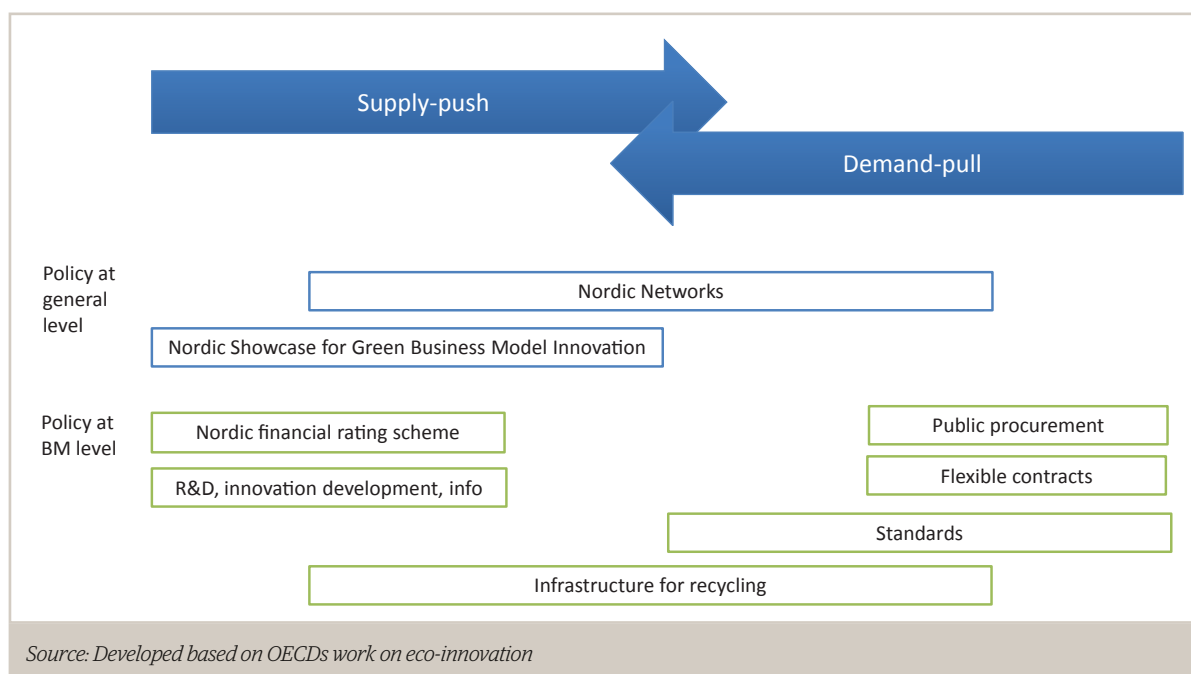 Supply-push
Demand-pull
Policy at
general
level
Nordic Networks
Nordic Showcase for Green Business Model Innovation
Policy at
BM level
Nordic financial rating scheme
Public procurement
R&D, innovation development, info
Flexible contracts
Standards
Infrastructure for recycling
Source: Developed based on OECDs work on eco-innovation